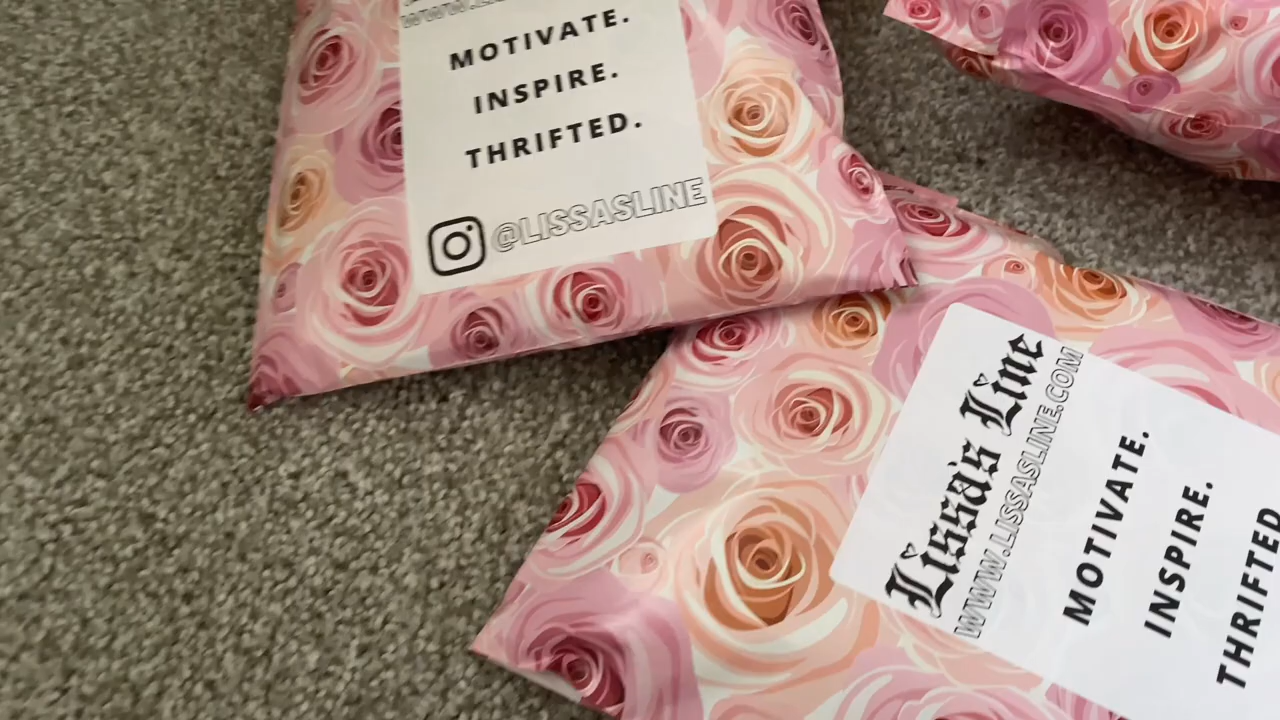 MOTIVATE.
INSPIRE.
THRIFTED.
@LISSASLINE
Lissa's Line
WWW.LISSASLINE.COM
MOTIVATE.
INSPIRE.
THRIFTED